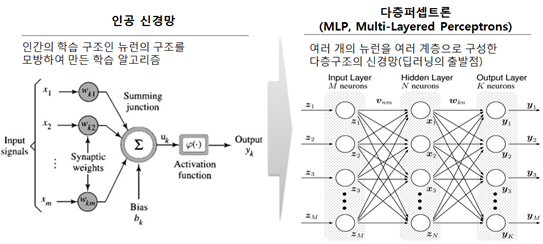 인공 신경망
인간의 학습 구조인 뉴런의 구조를
모방하여 만든 학습 알고리즘
Input
signals
x1
x2
xm
wk1
wk2
wkm
Synaptic
weights
Summing
junction
Σ
Bias
bk
uk
φ(·)
Activation
function
Output
yk
다층퍼셉트론
(MLP, Multi-Layered Perceptrons)
여러 개의 뉴런을 여러 계층으로 구성한
다층구조의 신경망(딥러닝의 출발점)
Input Layer Hidden Layer Output Layer
M neurons N neurons K neurons
z1 vnm wkn y1
z1 x1 y1
z2 y2
z2 x2 y2
z3 y3
z3 x3 y3
zM yM
zM zN yK